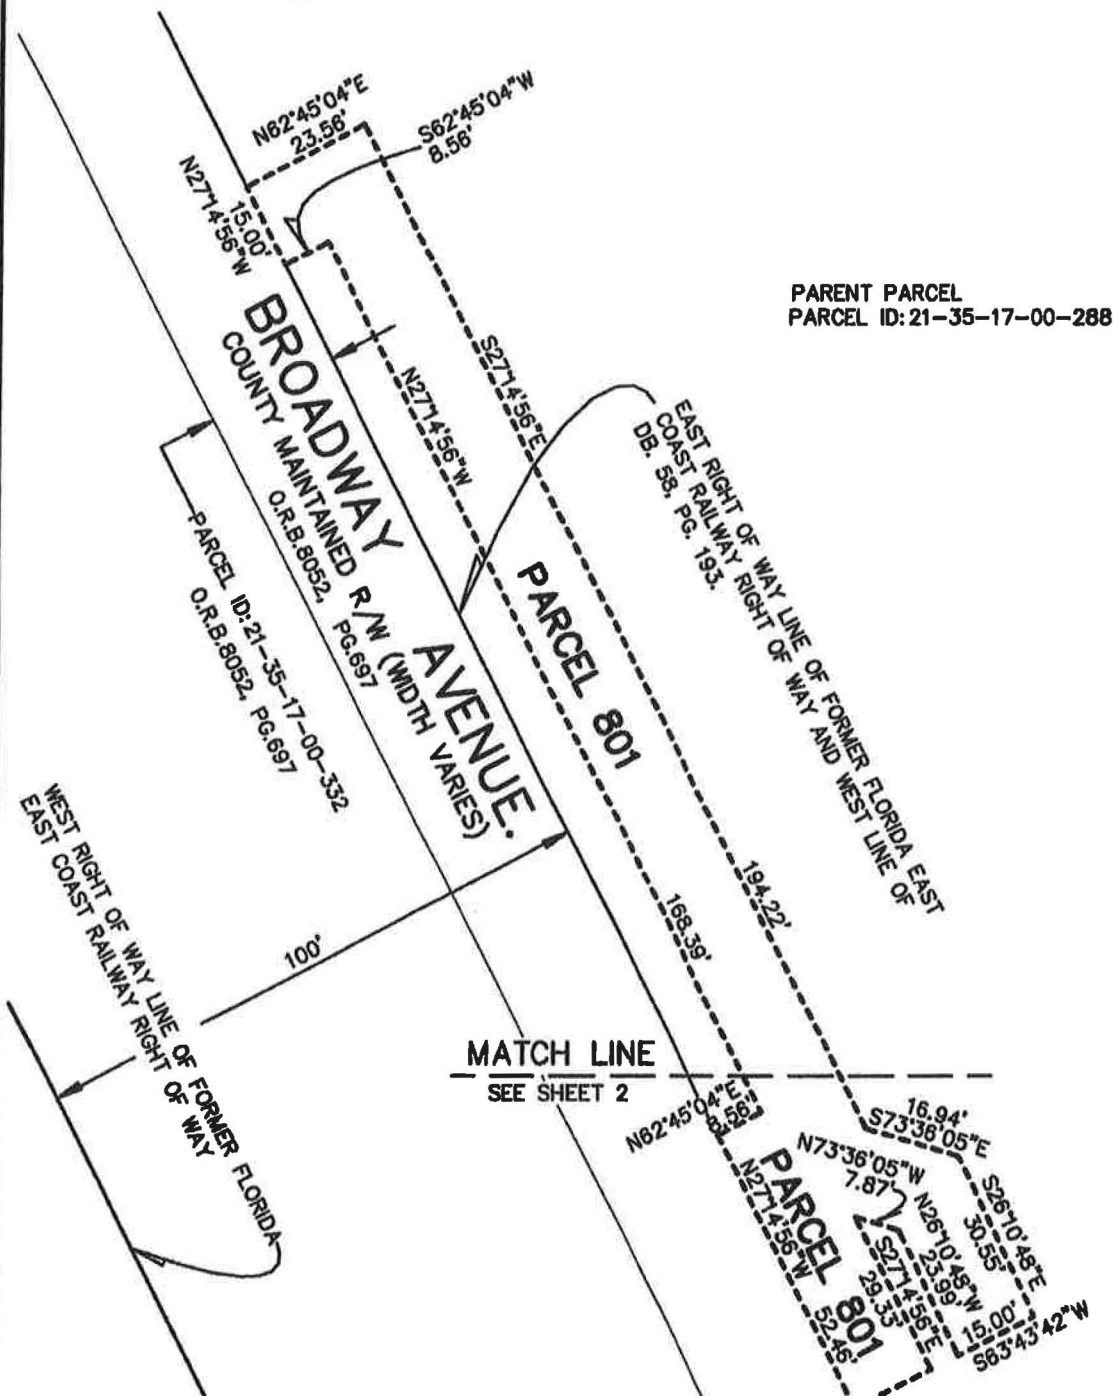 N62°45'04"E
23.56'
S62°45'04"W
8.56'
15.00'
N27°14'56"W
PARENT PARCEL
PARCEL ID: 21-35-17-00-288
BROADWAY
AVENUE.
COUNTY MAINTAINED R/W (WIDTH VARIES)
O.R.B.8052, PG.697
N27°14'56"W
S27°14'56"E
EAST RIGHT OF WAY LINE OF FORMER FLORIDA EAST
COAST RAILWAY RIGHT OF WAY AND WEST LINE OF
DB. 58, PG. 193.
PARCEL ID: 21-35-17-00-332
O.R.B.8052, PG.697
PARCEL 801
194.22'
168.39'
WEST RIGHT OF WAY LINE OF FORMER FLORIDA
EAST COAST RAILWAY RIGHT OF WAY
100'
MATCH LINE
SEE SHEET 2
N62°45'04"E
8.56'
16.94'
S73°36'05"E
N73°36'05"W
7.87'
PARCEL 801
N27°14'56"W 52.46'
S26°10'48"E
30.55'
N26°10'48"W
23.99'
S27°14'56"E
29.33'
15.00'
S63°43'42"W